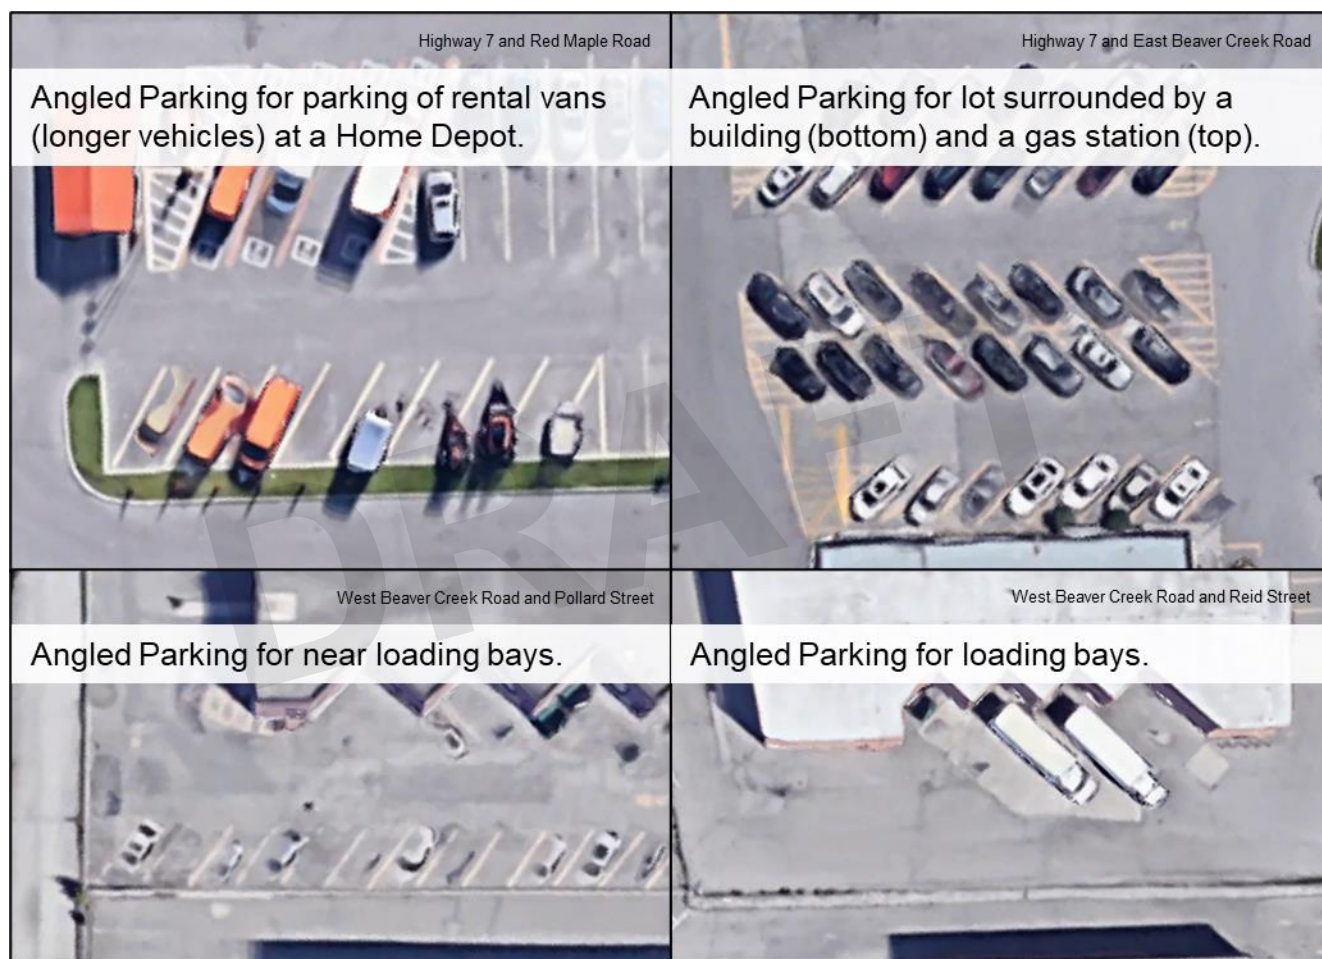 Highway 7 and Red Maple Road
Angled Parking for parking of rental vans
(longer vehicles) at a Home Depot.
Highway 7 and East Beaver Creek Road
Angled Parking for lot surrounded by a
building (bottom) and a gas station (top).
West Beaver Creek Road and Pollard Street
Angled Parking for near loading bays.
West Beaver Creek Road and Reid Street
Angled Parking for loading bays.
DRAFT